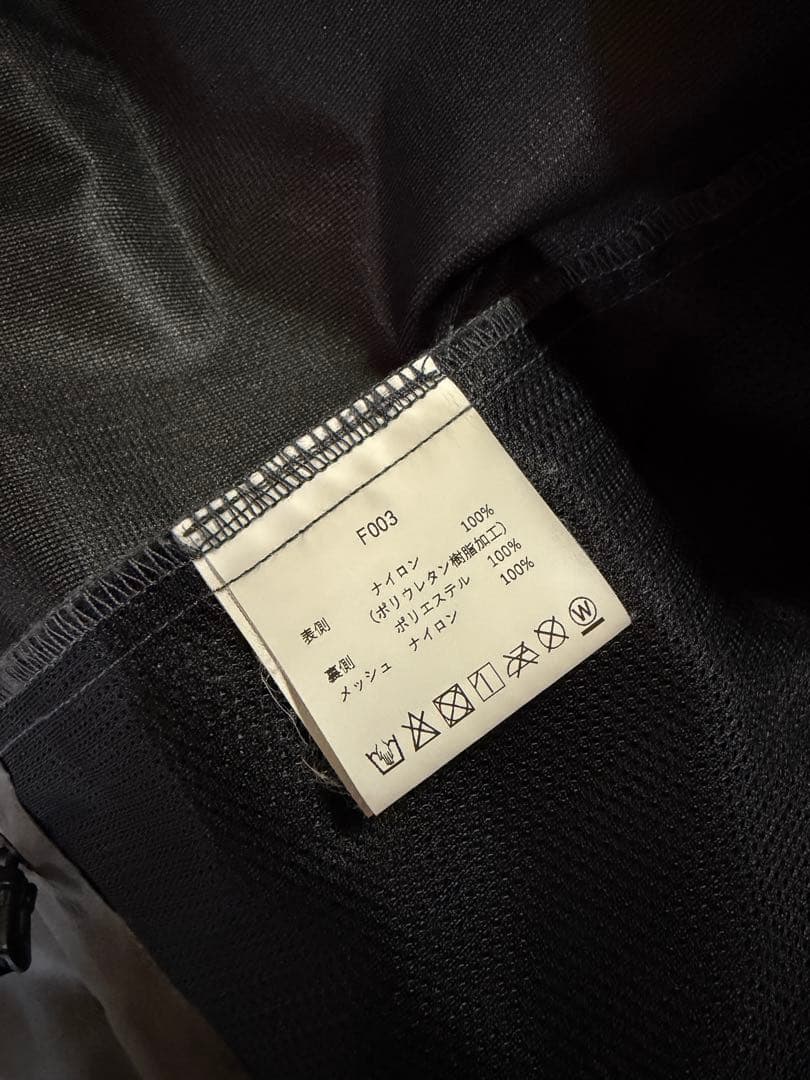 F003
表側 ナイロン 100%
(ポリウレタン樹脂加工)
裏側 ポリエステル 100%
メッシュ ナイロン 100%
W